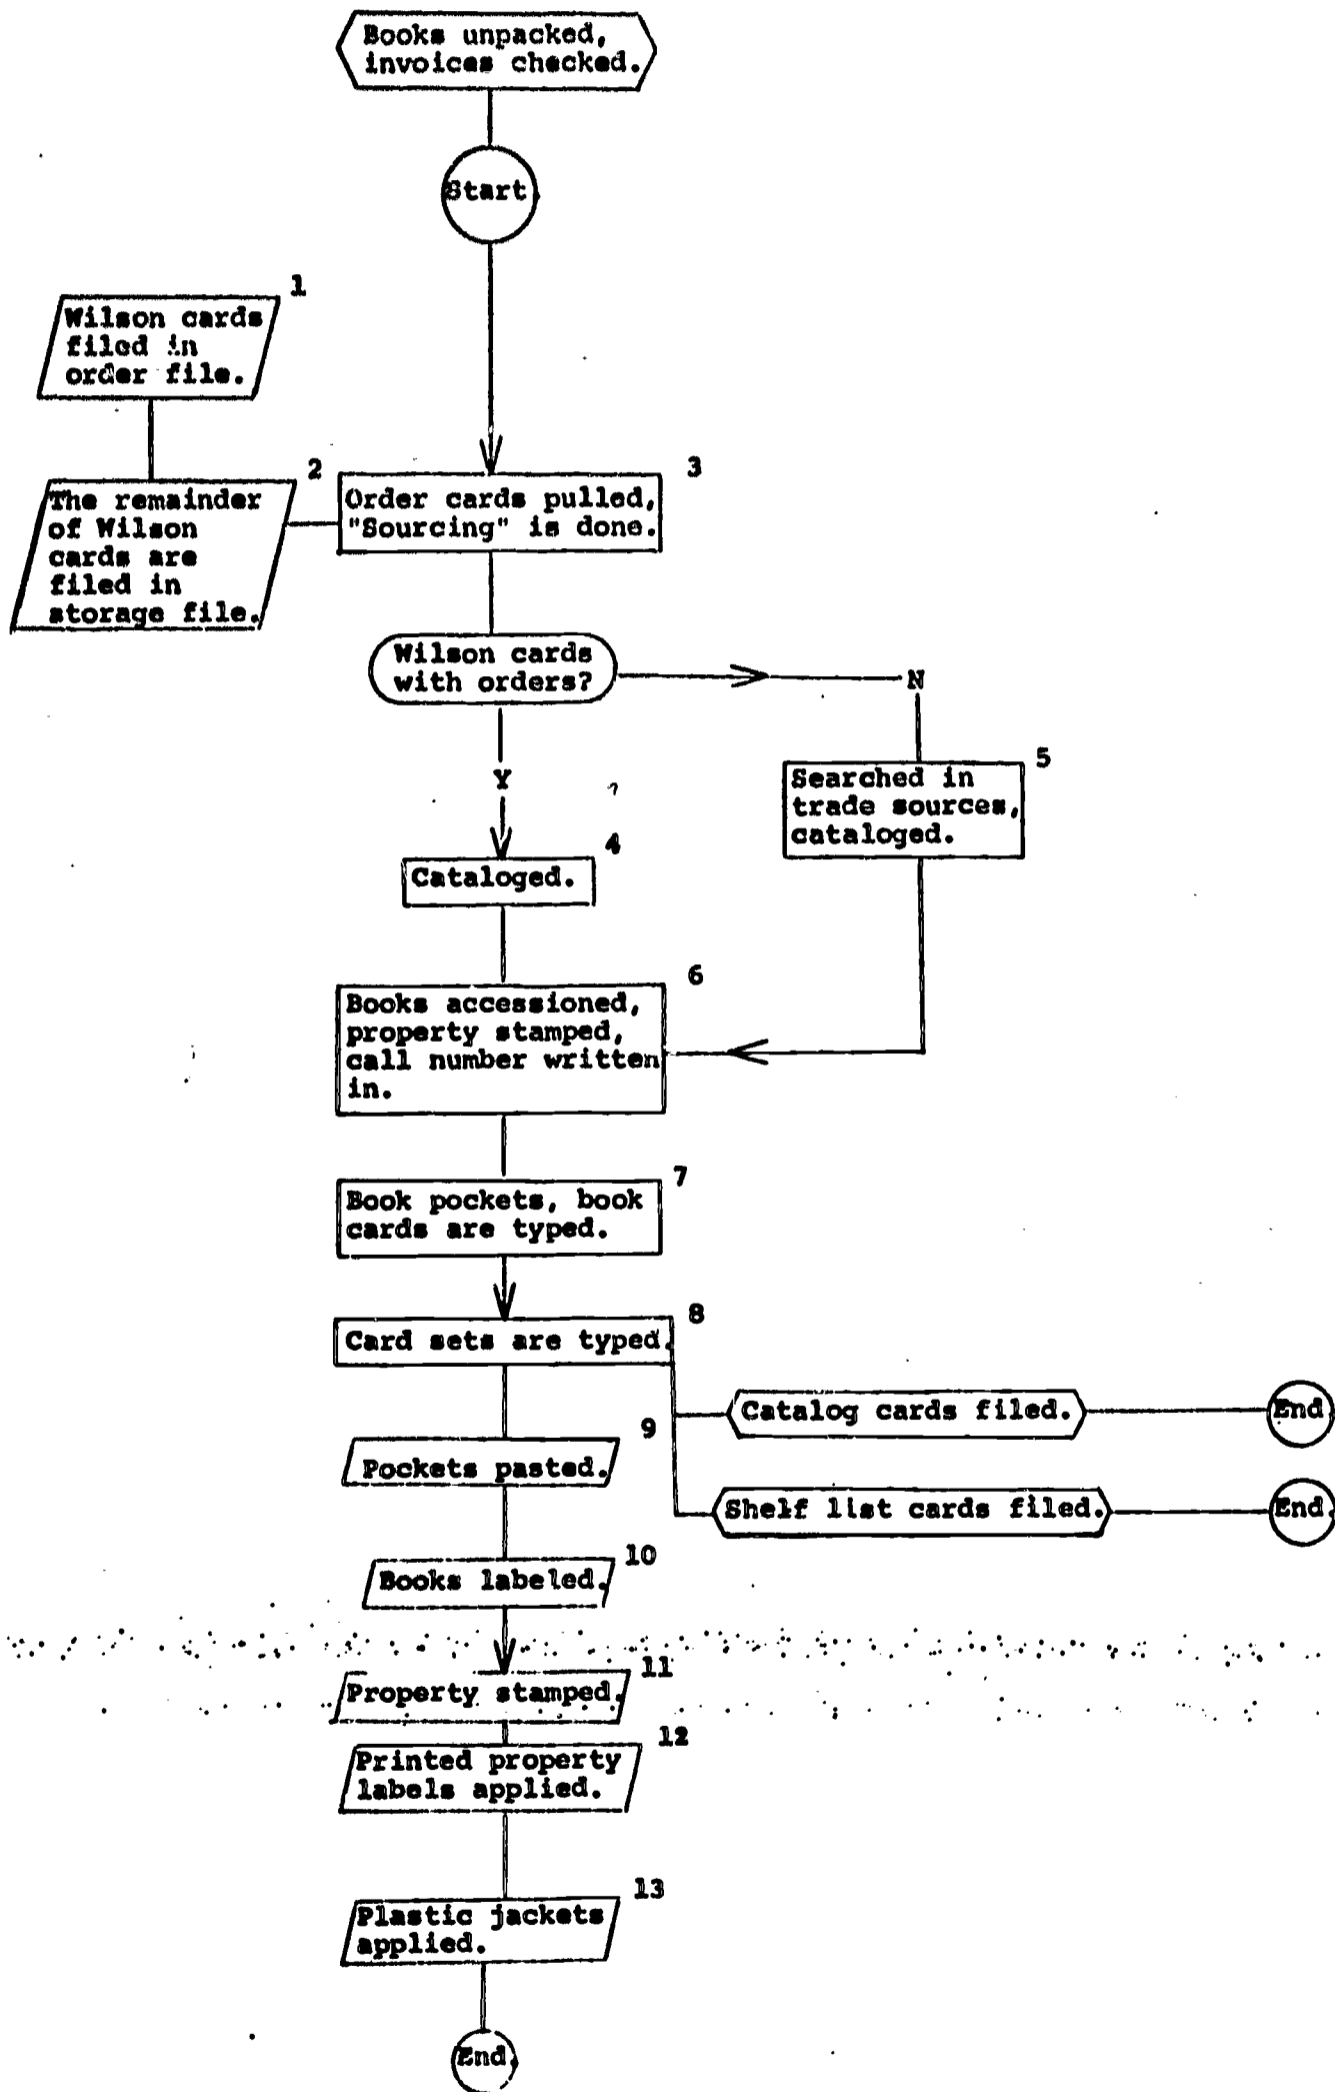 Books unpacked,
invoices checked.
Start
1
Wilson cards
filed in
order file.
2
The remainder
of Wilson
cards are
filed in
storage file.
3
Order cards pulled,
"Sourcing" is done.
Wilson cards
with orders?
N
Y
5
Searched in
trade sources,
cataloged.
4
Cataloged.
6
Books accessioned,
property stamped,
call number written
in.
7
Book pockets, book
cards are typed.
8
Card sets are typed.
Catalog cards filed.
End
9
Pockets pasted.
Shelf list cards filed.
End.
10
Books labeled.
11
Property stamped.
12
Printed property
labels applied.
13
Plastic jackets
applied.
End.